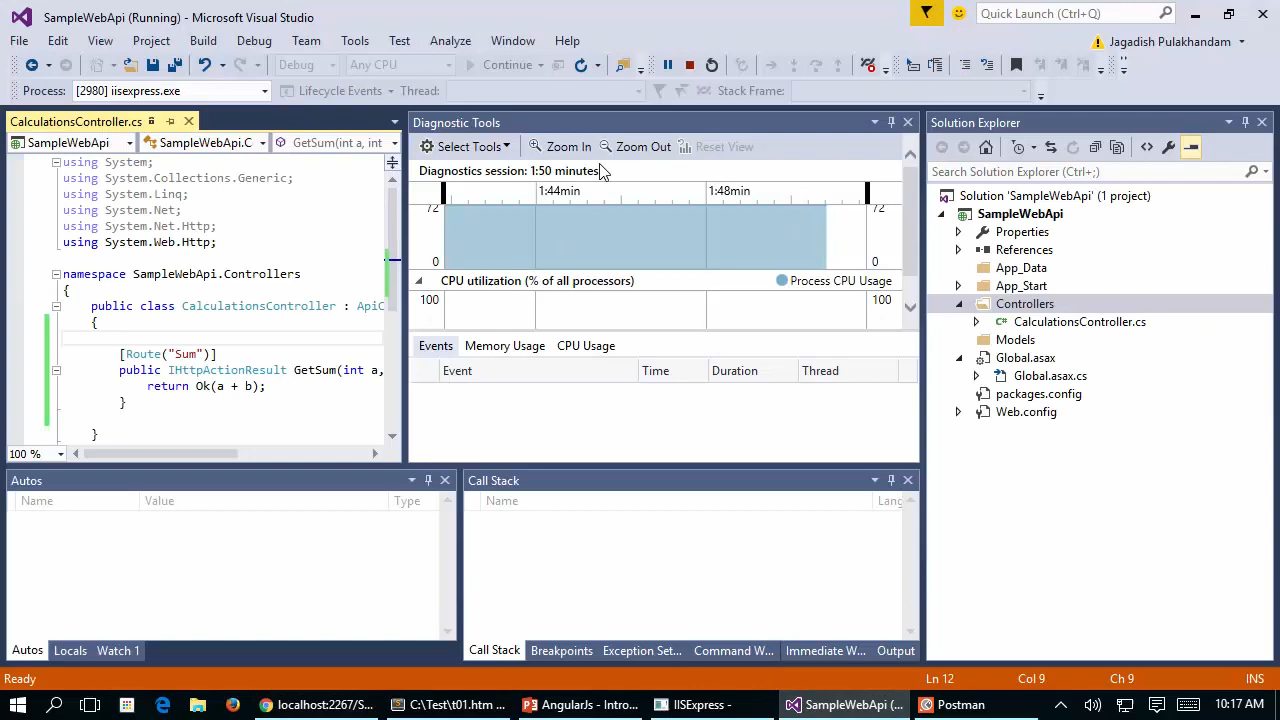 SampleWebApi (Running) - Microsoft Visual Studio
Quick Launch (Ctrl+Q)
File Edit View Project Build Debug Team Tools Test Analyze Window Help
Jagadish Pulakhandam
Debug Any CPU Continue
Process: [2980] iisexpress.exe Lifecycle Events Thread: Stack Frame:
CalculationsController.cs
SampleWebApi SampleWebApi.C GetSum(int a, int
using System;
using System.Collections.Generic;
using System.Linq;
using System.Net;
using System.Net.Http;
using System.Web.Http;
namespace SampleWebApi.Controllers
{
public class CalculationsController : ApiC
{
[Route("Sum")]
public IHttpActionResult GetSum(int a,
return Ok(a + b);
}
}
100 %
Diagnostic Tools
Select Tools Zoom In Zoom Out Reset View
Diagnostics session: 1:50 minutes
1:44min 1:48min
72 72
0 0
CPU utilization (% of all processors) Process CPU Usage
100 100
Events Memory Usage CPU Usage
Event Time Duration Thread
Solution Explorer
Search Solution Explorer (Ctrl+;)
Solution 'SampleWebApi' (1 project)
SampleWebApi
Properties
References
App_Data
App_Start
Controllers
CalculationsController.cs
Models
Global.asax
Global.asax.cs
packages.config
Web.config
Autos
Name Value Type
Autos Locals Watch 1
Call Stack
Name Lang
Call Stack Breakpoints Exception Set... Command W... Immediate W... Output
Ready Ln 12 Col 9 Ch 9 INS
localhost:2267/S... C:\Test\t01.htm ... AngularJs - Intro... IISExpress - SampleWebApi (... Postman 10:17 AM